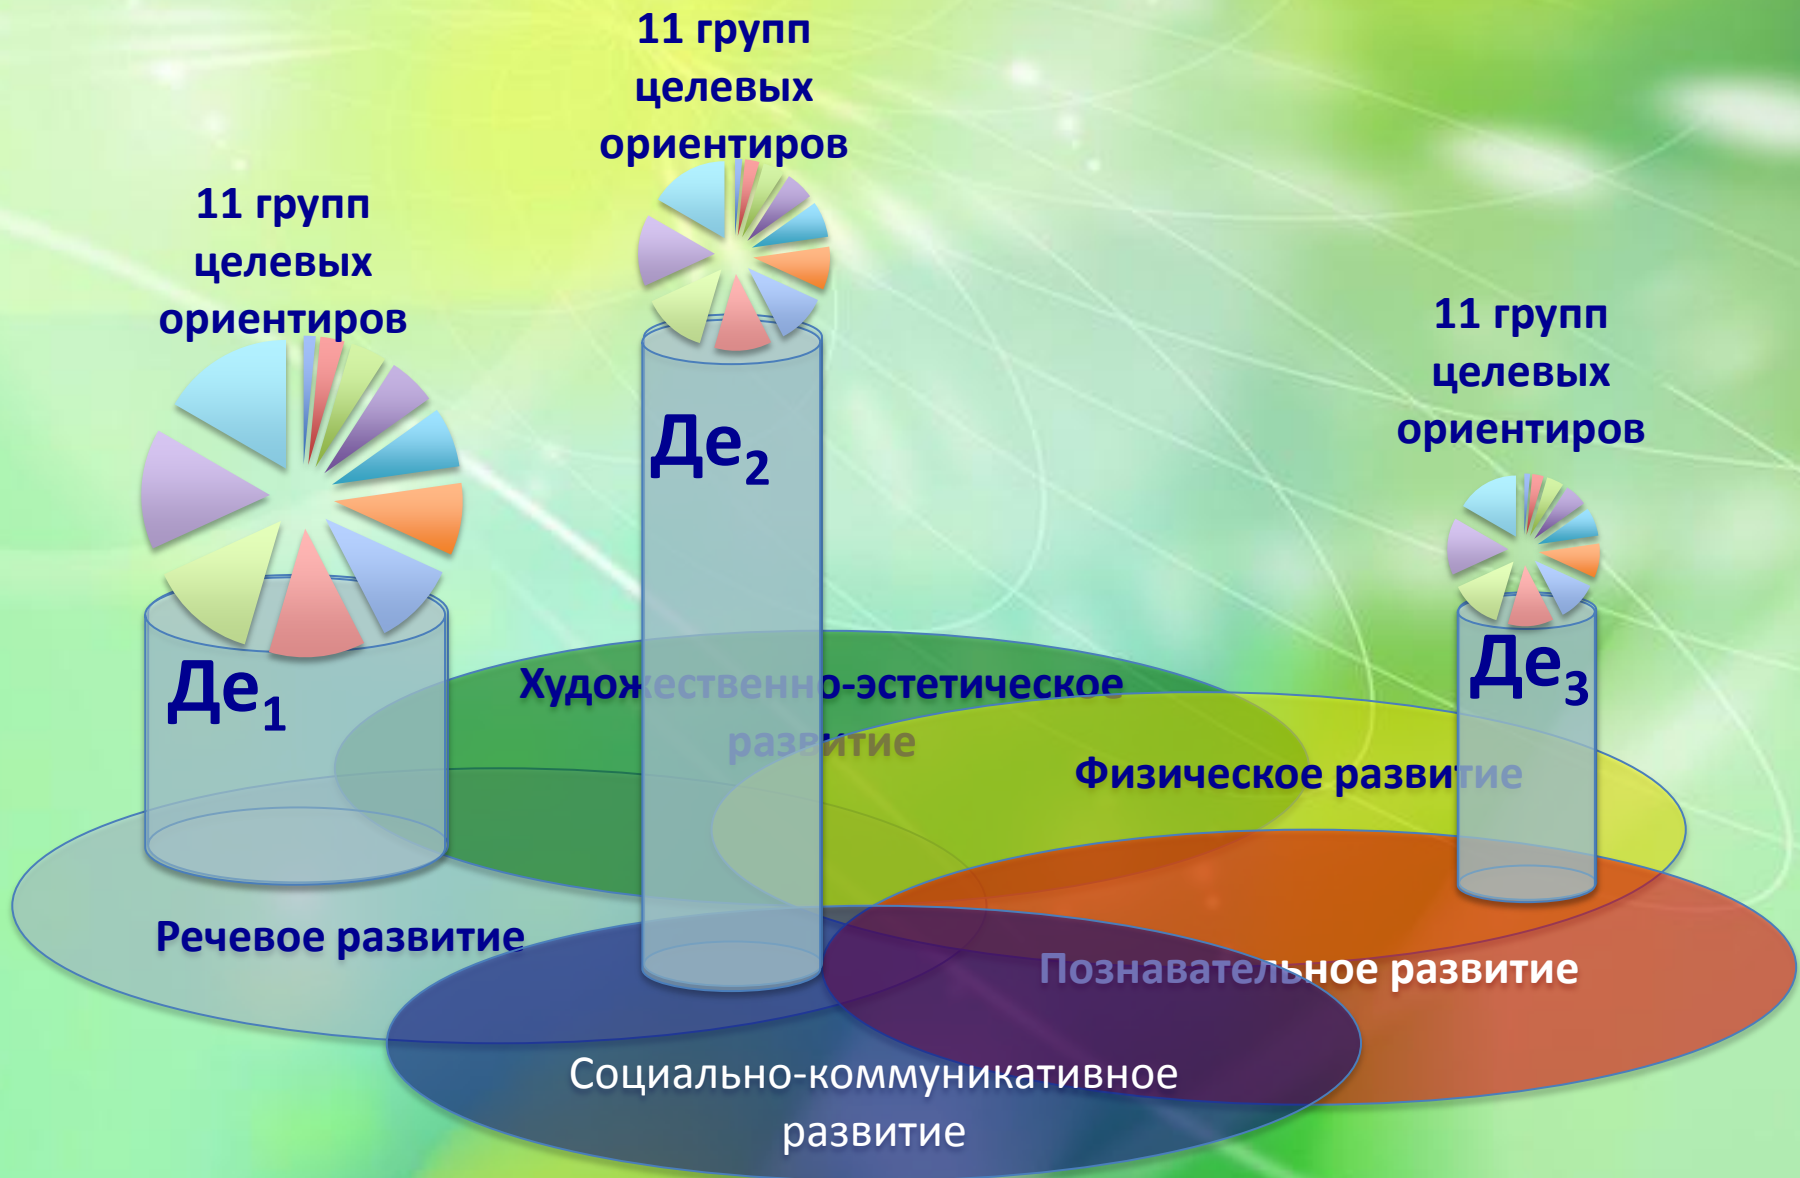 11 групп
целевых
ориентиров
11 групп
целевых
ориентиров
11 групп
целевых
ориентиров
Де₁
Де₂
Де₃
Художественно-эстетическое
развитие
Физическое развитие
Речевое развитие
Познавательное развитие
Социально-коммуникативное
развитие